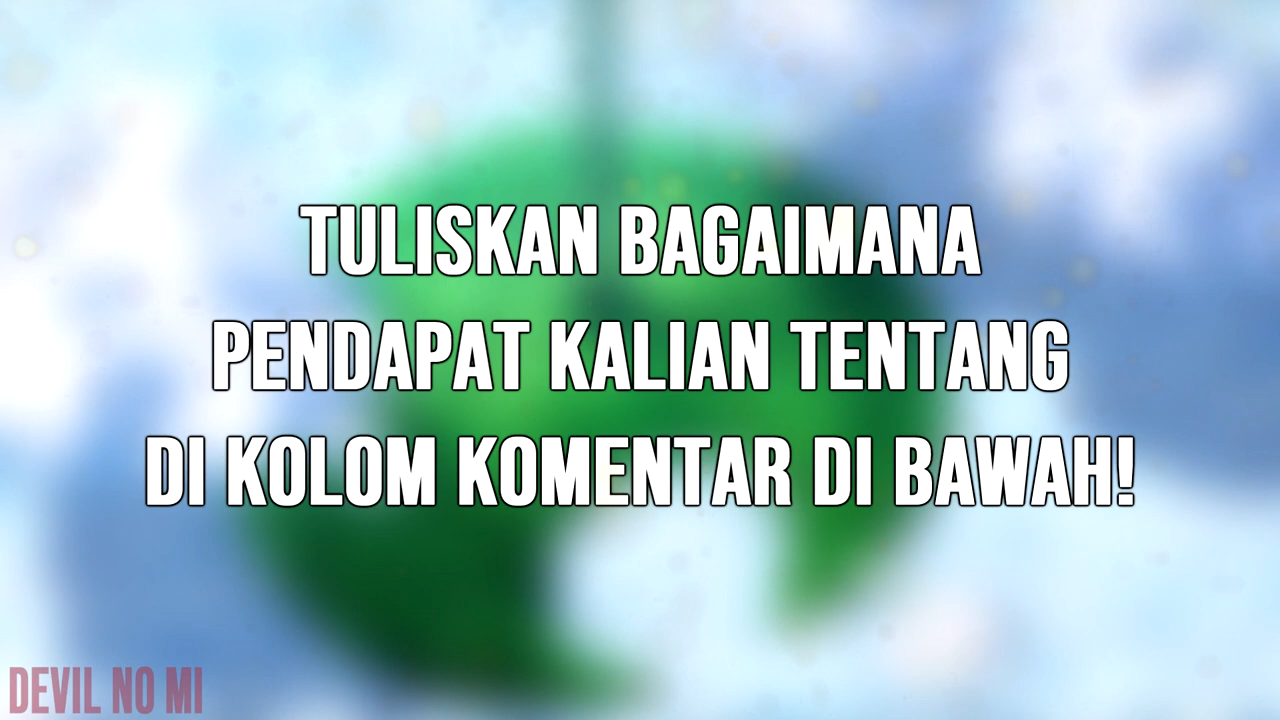 TULISKAN BAGAIMANA
PENDAPAT KALIAN TENTANG
DI KOLOM KOMENTAR DI BAWAH!
DEVIL NO MI